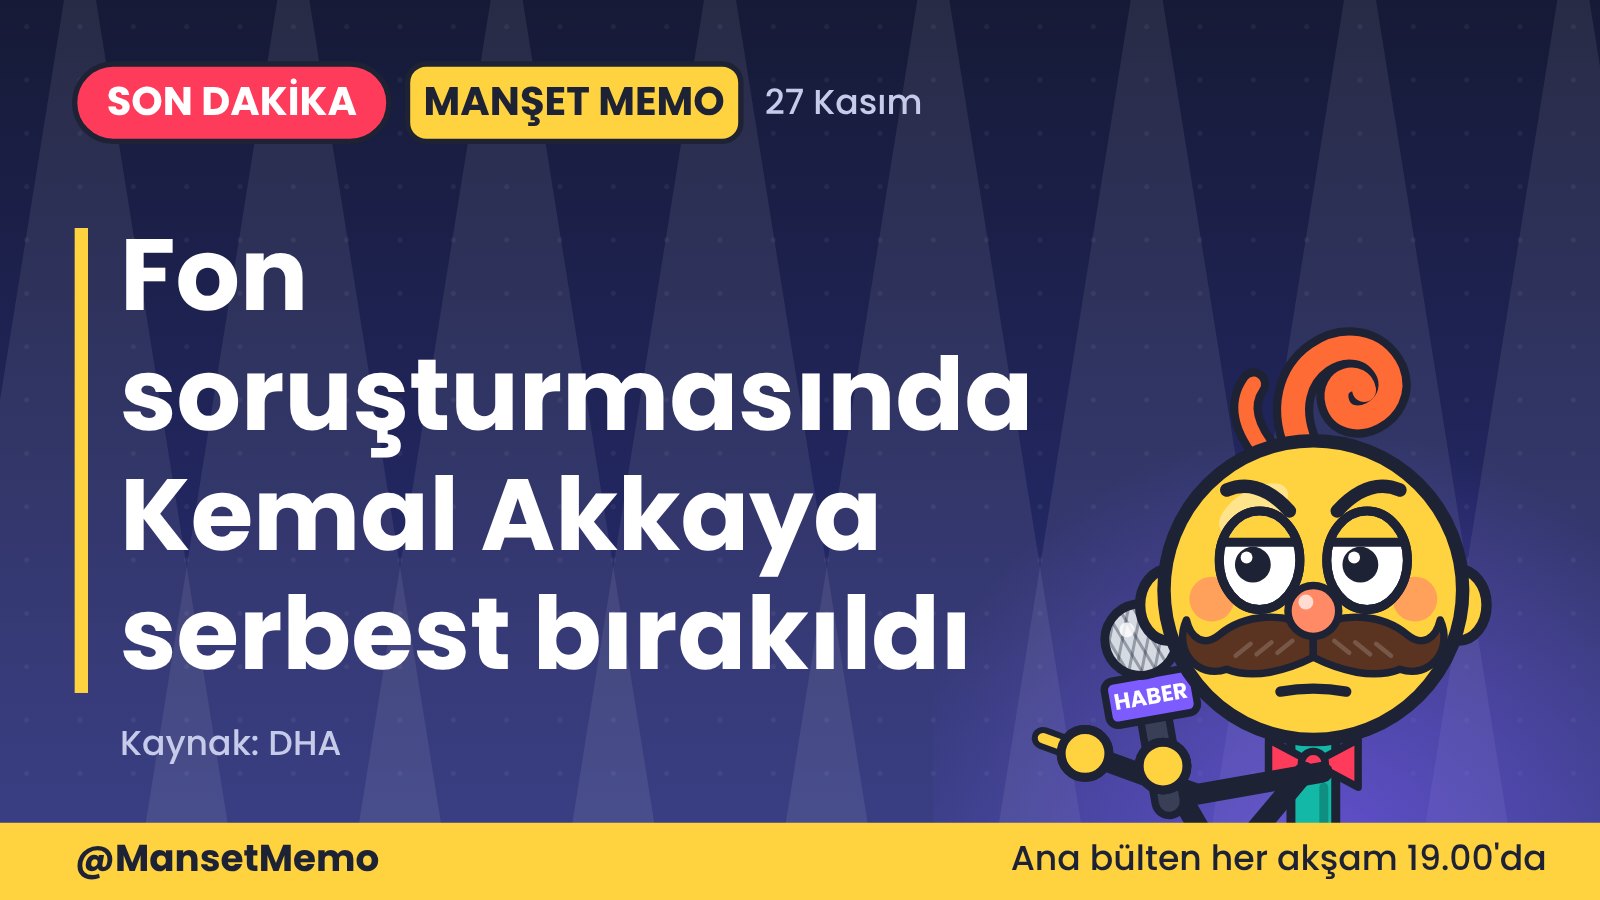 SON DAKİKA
MANŞET MEMO
27 Kasım
Fon
soruşturmasında
Kemal Akkaya
serbest bırakıldı
Kaynak: DHA
HABER
@MansetMemo
Ana bülten her akşam 19.00'da